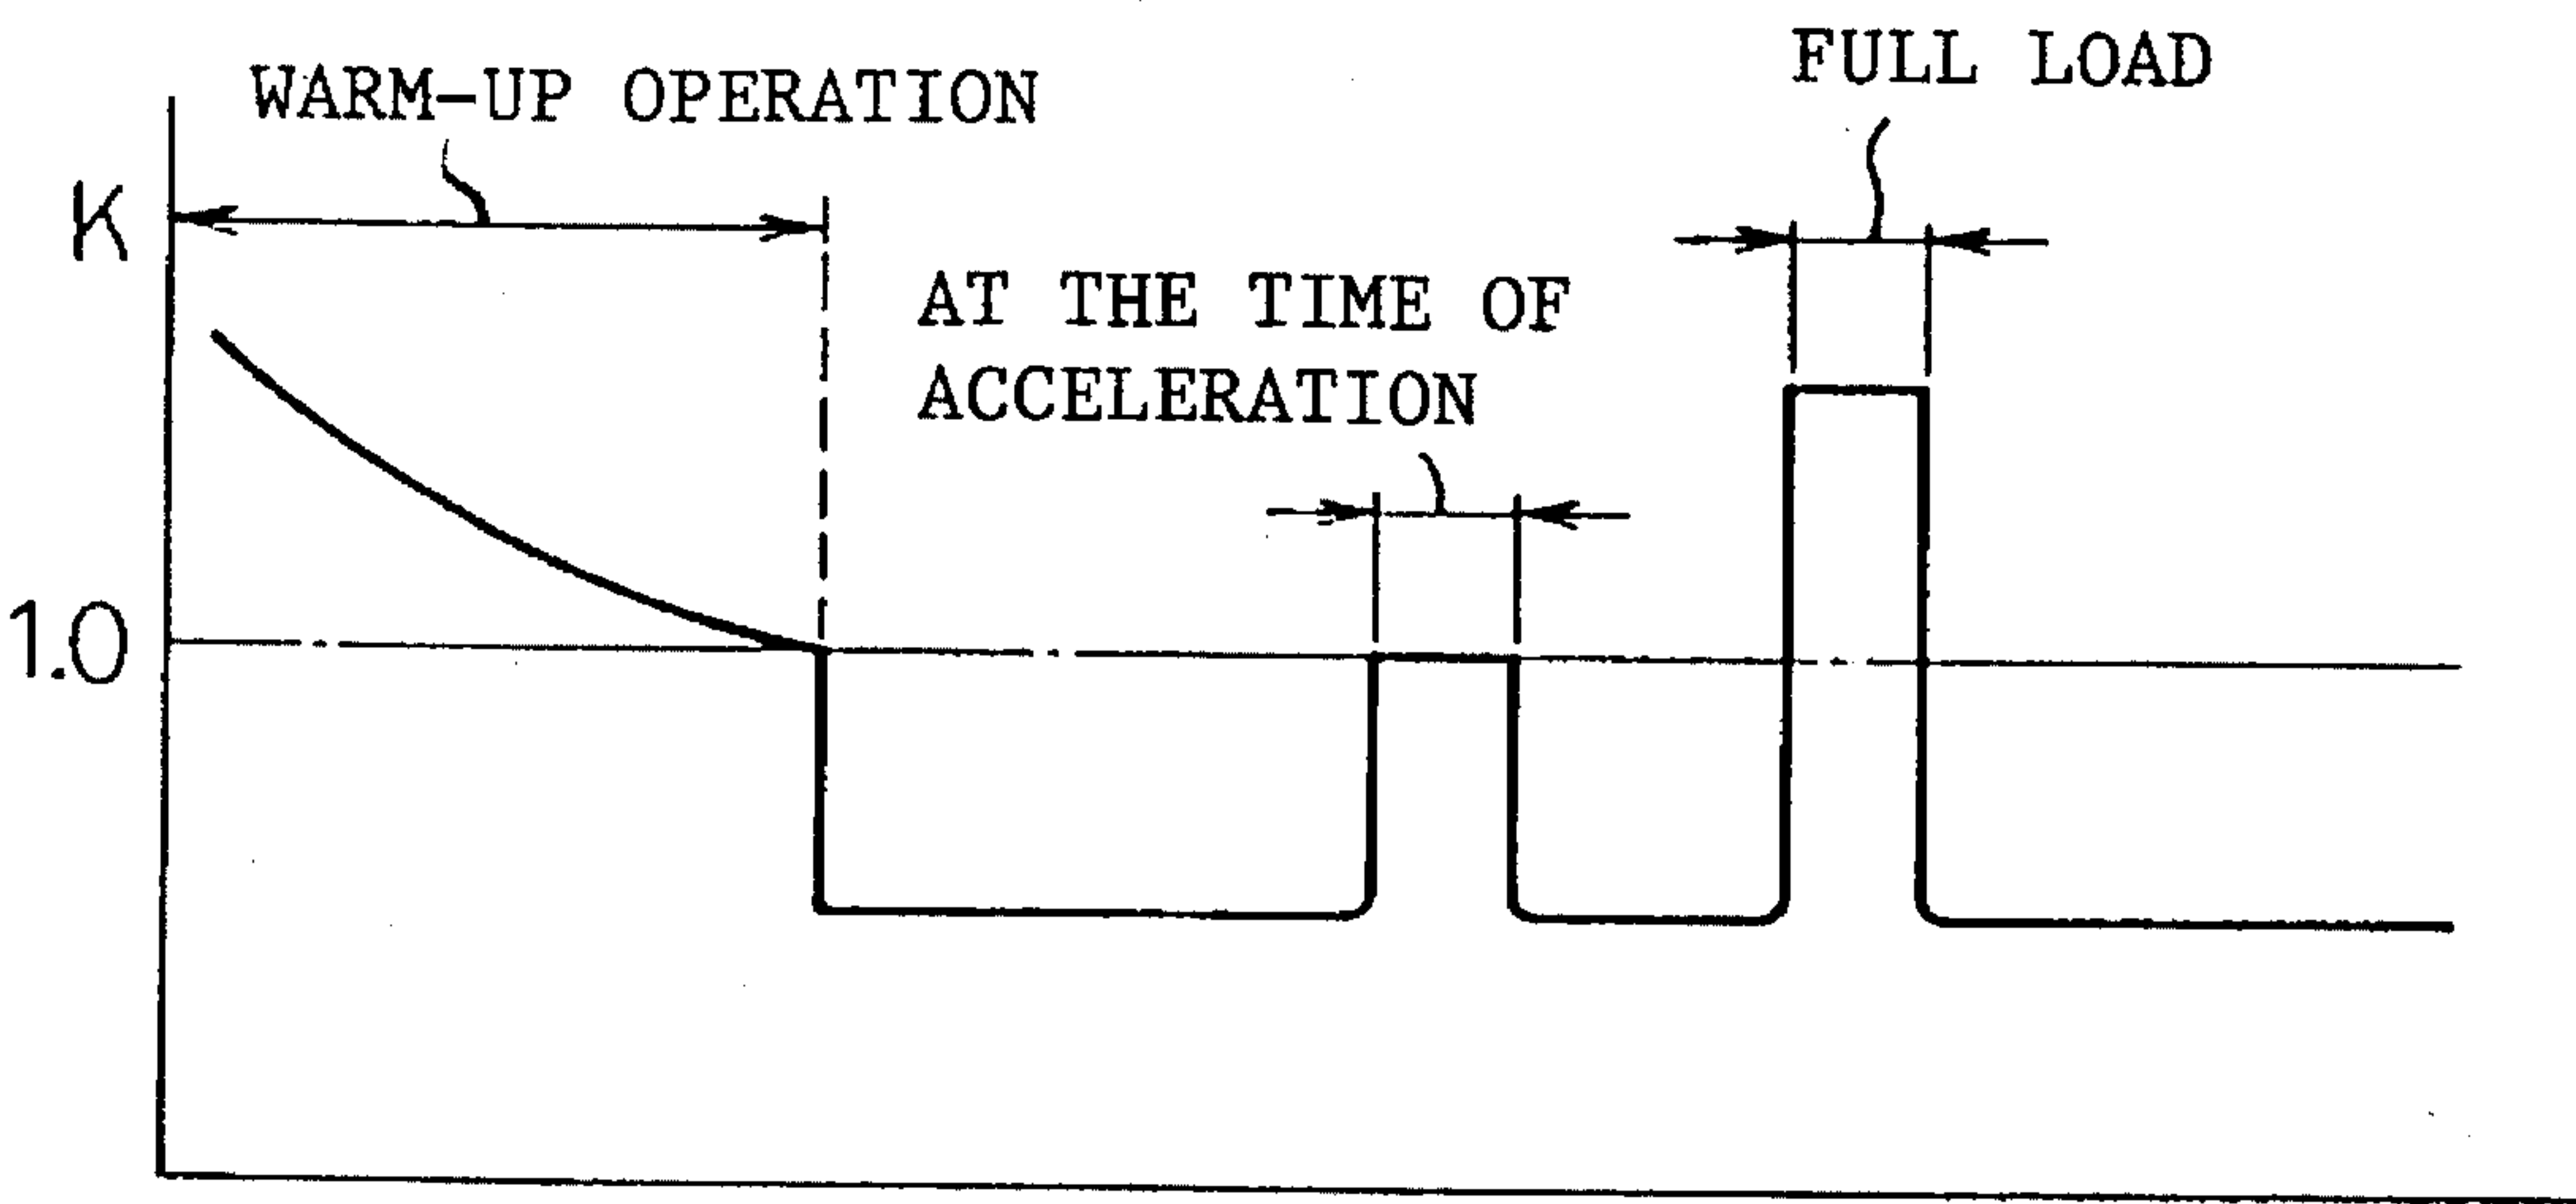 WARM-UP OPERATION
FULL LOAD
K
AT THE TIME OF
ACCELERATION
1.0